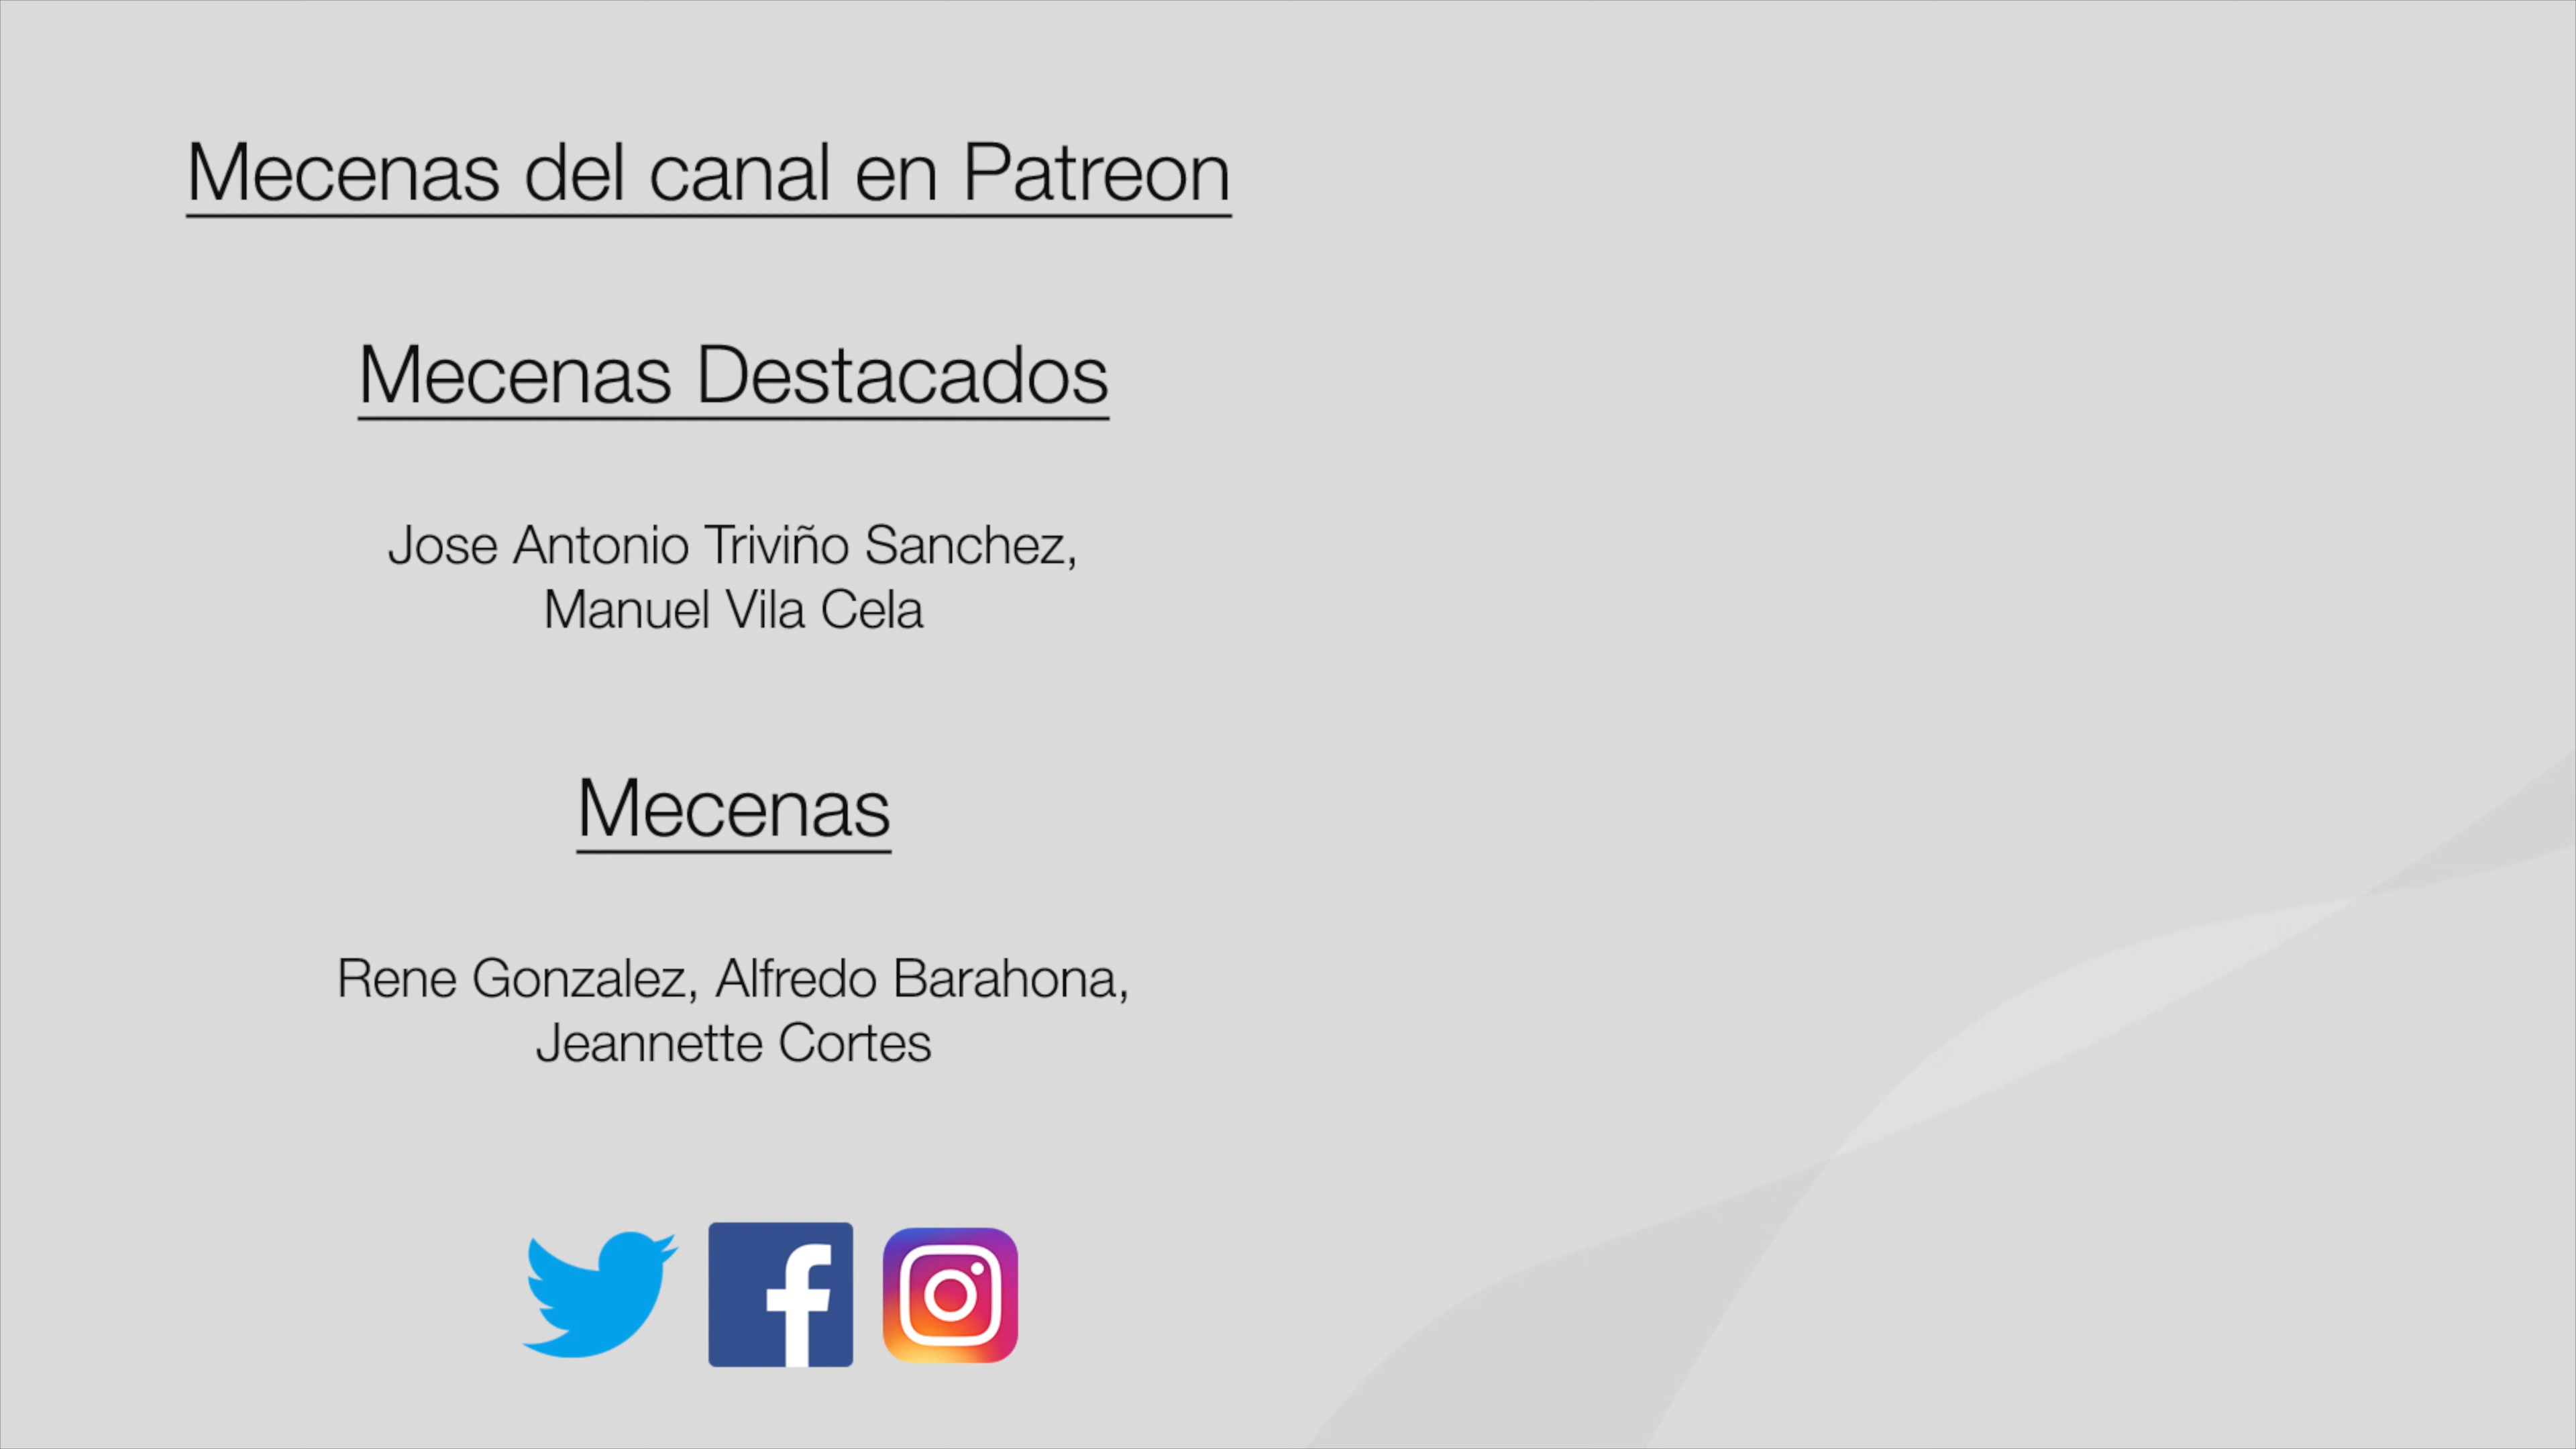 Mecenas del canal en Patreon
Mecenas Destacados
Jose Antonio Triviño Sanchez,
Manuel Vila Cela
Mecenas
Rene Gonzalez, Alfredo Barahona,
Jeannette Cortes